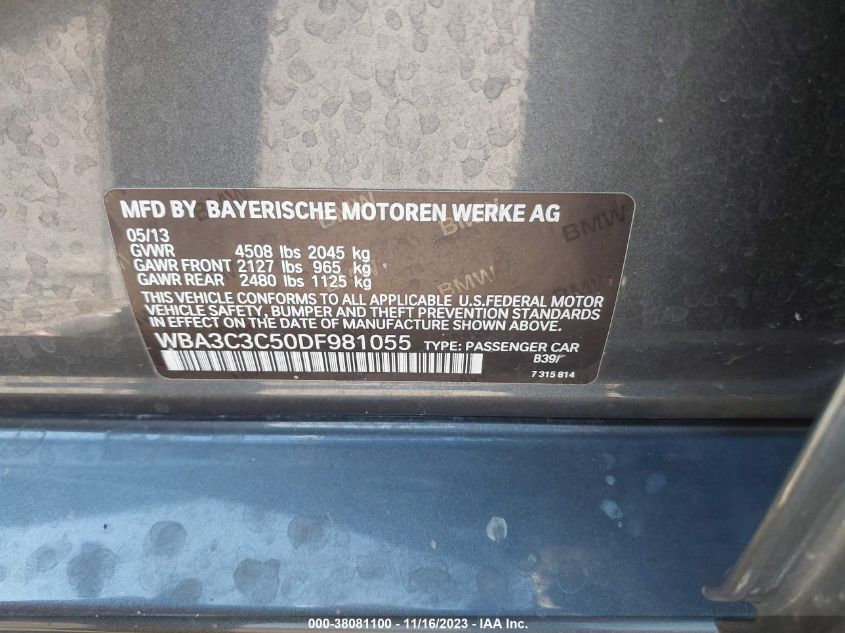 MFD BY BAYERISCHE MOTOREN WERKE AG
05/13
GVWR 4508 lbs 2045 kg
GAWR FRONT 2127 lbs 965 kg
GAWR REAR 2480 lbs 1125 kg
THIS VEHICLE CONFORMS TO ALL APPLICABLE U.S.FEDERAL MOTOR
VEHICLE SAFETY, BUMPER AND THEFT PREVENTION STANDARDS
IN EFFECT ON THE DATE OF MANUFACTURE SHOWN ABOVE.
WBA3C3C50DF981055 TYPE: PASSENGER CAR
7 315 814
BMW
BMW
BMW
000-38081100 - 11/16/2023 - IAA Inc.